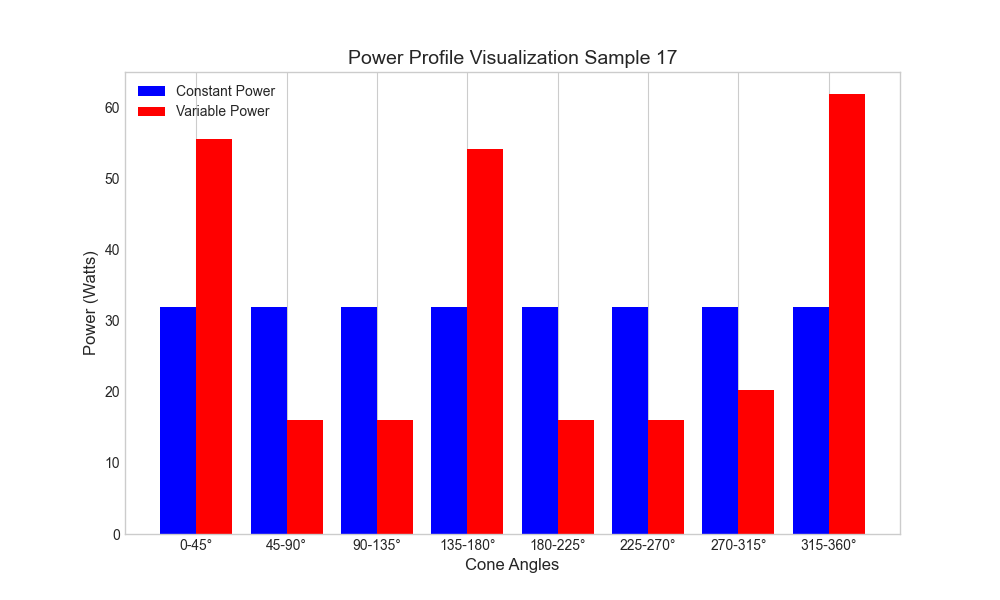 Power Profile Visualization Sample 17
Constant Power
Variable Power
Power (Watts)
60
50
40
30
20
10
0
0-45° 45-90° 90-135° 135-180° 180-225° 225-270° 270-315° 315-360°
Cone Angles